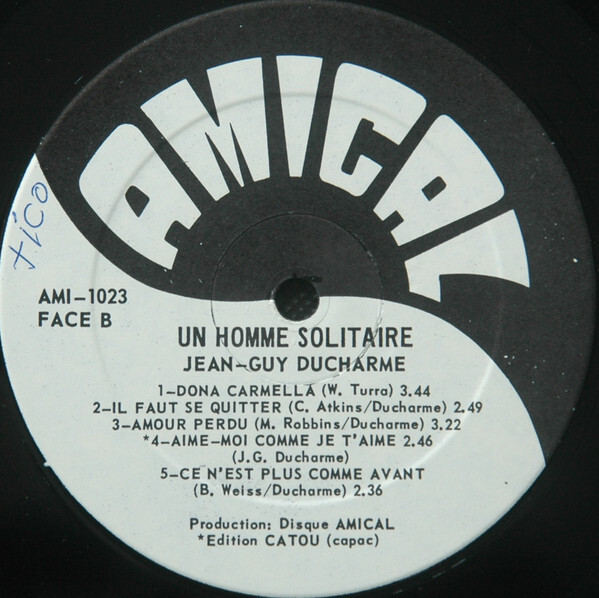 AMICAL
tico
AMI-1023
FACE B
UN HOMME SOLITAIRE
JEAN-GUY DUCHARME
1-DONA CARMELLA (W. Turra) 3.44
2-IL FAUT SE QUITTER (C. Atkins/Ducharme) 2.49
3-AMOUR PERDU (M. Robbins/Ducharme) 3.22
*4-AIME-MOI COMME JE T'AIME 2.46
(J.G. Ducharme)
5-CE N'EST PLUS COMME AVANT
(B. Weiss/Ducharme) 2.36
Production: Disque AMICAL
*Edition CATOU (capac)